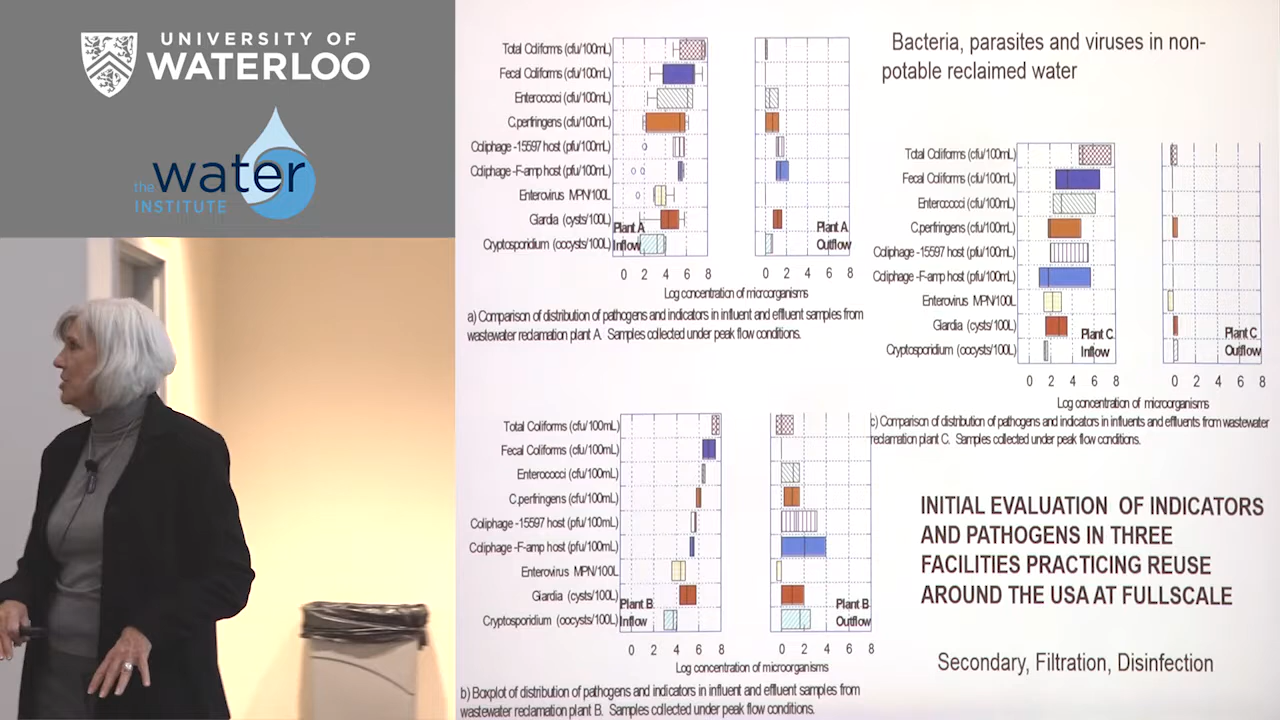 UNIVERSITY OF
WATERLOO
the water
INSTITUTE
Bacteria, parasites and viruses in non-
potable reclaimed water
Total Coliforms (cfu/100mL)
Fecal Coliforms (cfu/100mL)
Enterococci (cfu/100mL)
C.perfringens (cfu/100mL)
Coliphage -15597 host (pfu/100mL)
Coliphage -F-amp host (pfu/100mL)
Enterovirus MPN/100L
Giardia (cysts/100L)
Cryptosporidium (oocysts/100L)
Plant A
Inflow
Plant A
Outflow
0 2 4 6 8
0 2 4 6 8
Log concentration of microorganisms
a) Comparison of distribution of pathogens and indicators in influent and effluent samples from
wastewater reclamation plant A. Samples collected under peak flow conditions.
Total Coliforms (cfu/100mL)
Fecal Coliforms (cfu/100mL)
Enterococci (cfu/100mL)
C.perfringens (cfu/100mL)
Coliphage -15597 host (pfu/100mL)
Coliphage -F-amp host (pfu/100mL)
Enterovirus MPN/100L
Giardia (cysts/100L)
Cryptosporidium (oocysts/100L)
Plant C
Inflow
Plant C
Outflow
0 2 4 6 8
0 2 4 6 8
Log concentration of microorganisms
c) Comparison of distribution of pathogens and indicators in influents and effluents from wastewater
reclamation plant C. Samples collected under peak flow conditions.
Total Coliforms (cfu/100mL)
Fecal Coliforms (cfu/100mL)
Enterococci (cfu/100mL)
C.perfringens (cfu/100mL)
Coliphage -15597 host (pfu/100mL)
Coliphage -F-amp host (pfu/100mL)
Enterovirus MPN/100L
Giardia (cysts/100L)
Cryptosporidium (oocysts/100L)
Plant B
Inflow
Plant B
Outflow
0 2 4 6 8
0 2 4 6 8
Log concentration of microorganisms
b) Boxplot of distribution of pathogens and indicators in influent and effluent samples from
wastewater reclamation plant B. Samples collected under peak flow conditions.
INITIAL EVALUATION OF INDICATORS
AND PATHOGENS IN THREE
FACILITIES PRACTICING REUSE
AROUND THE USA AT FULLSCALE
Secondary, Filtration, Disinfection